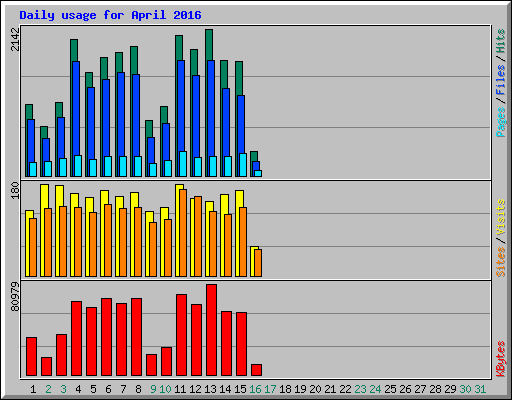 Daily usage for April 2016
2142
Pages / Files / Hits
180
Sites / Visits
80979
KBytes
1 2 3 4 5 6 7 8 9 10 11 12 13 14 15 16 17 18 19 20 21 22 23 24 25 26 27 28 29 30 31